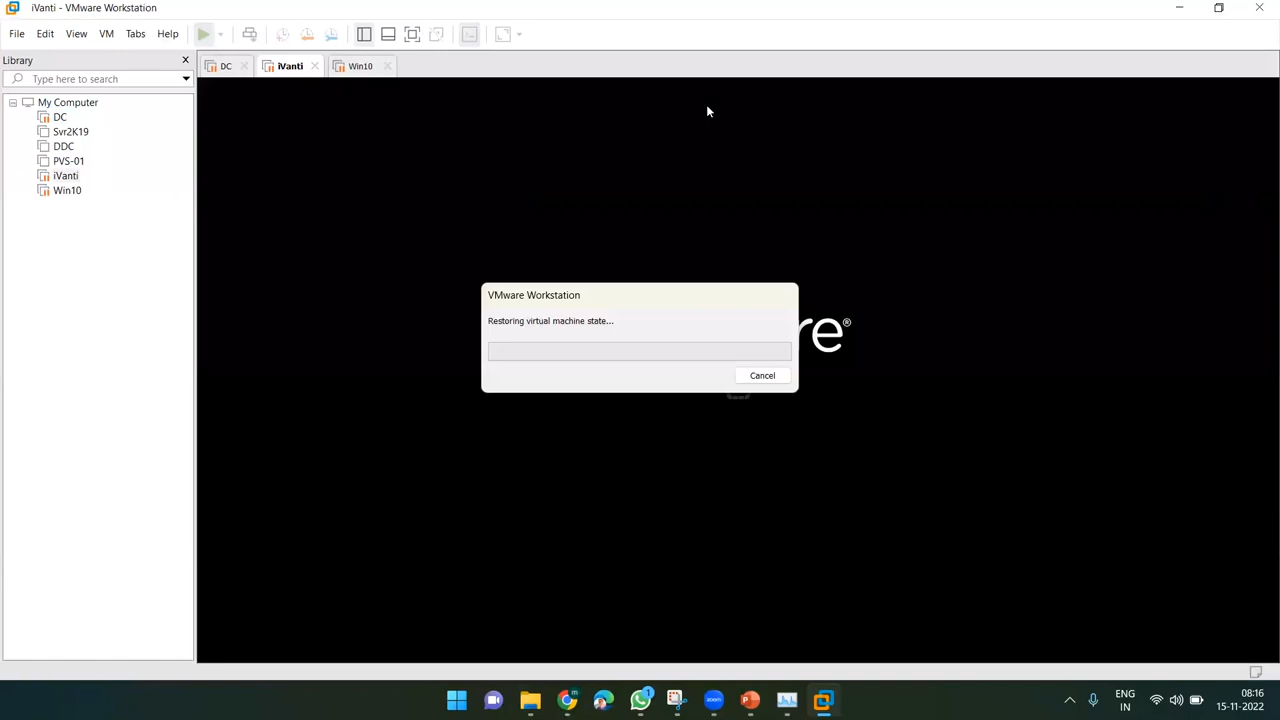 iVanti - VMware Workstation
File Edit View VM Tabs Help
Library
Type here to search
DC
iVanti
Win10
My Computer
DC
Svr2K19
DDC
PVS-01
iVanti
Win10
VMware Workstation
Restoring virtual machine state...
Cancel
re®
m
1
ENG
IN
08:16
15-11-2022
zoom